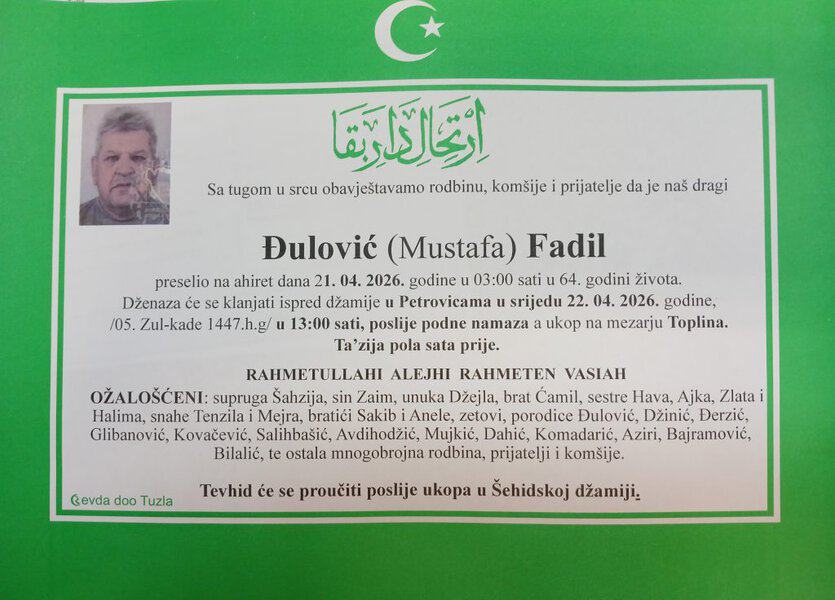 اِرْتِحَالِ دَارِ بَقَا
Sa tugom u srcu obavještavamo rodbinu, komšije i prijatelje da je naš dragi
Đulović (Mustafa) Fadil
preselio na ahiret dana 21. 04. 2026. godine u 03:00 sati u 64. godini života.
Dženaza će se klanjati ispred džamije u Petrovicama u srijedu 22. 04. 2026. godine,
/05. Zul-kade 1447.h.g/ u 13:00 sati, poslije podne namaza a ukop na mezarju Toplina.
Ta’zija pola sata prije.
RAHMETULLAHI ALEJHI RAHMETEN VASIAH
OŽALOŠĆENI: supruga Šahzija, sin Zaim, unuka Džejla, brat Ćamil, sestre Hava, Ajka, Zlata i
Halima, snahe Tenzila i Mejra, bratići Sakib i Anele, zetovi, porodice Đulović, Džinić, Đerzić,
Glibanović, Kovačević, Salihbašić, Avdihodžić, Mujkić, Dahić, Komadarić, Aziri, Bajramović,
Bilalić, te ostala mnogobrojna rodbina, prijatelji i komšije.
Tevhid će se proučiti poslije ukopa u Šehidskoj džamiji.
evda doo Tuzla